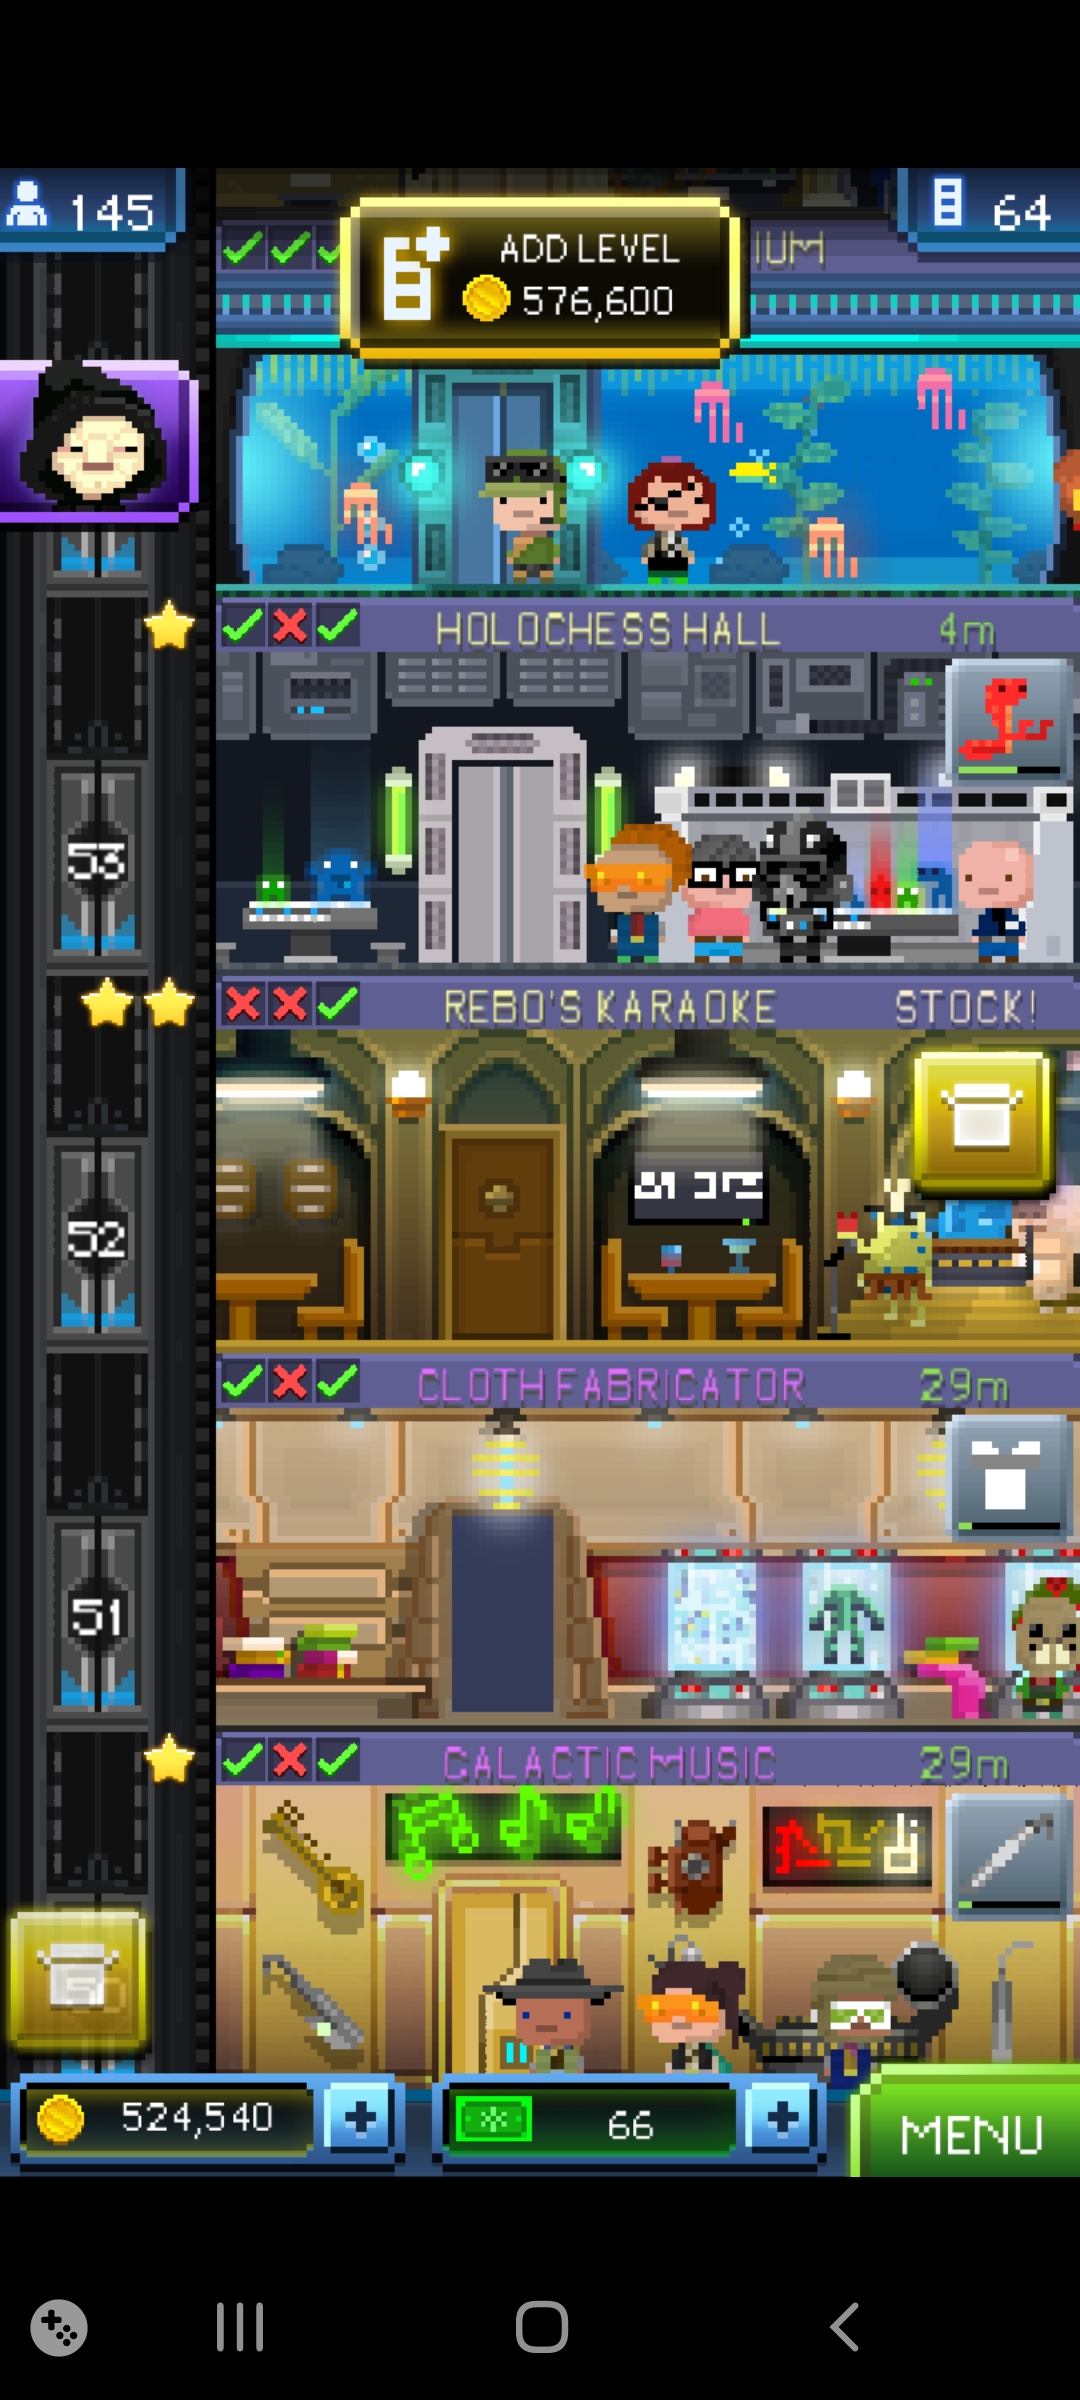 145
64
ADD LEVEL
576,600
IUM
HOLOCHESS HALL
4m
53
REBO'S KARAOKE
STOCK!
52
CLOTH FABRICATOR
29m
51
GALACTIC MUSIC
29m
50
524,540
66
MENU